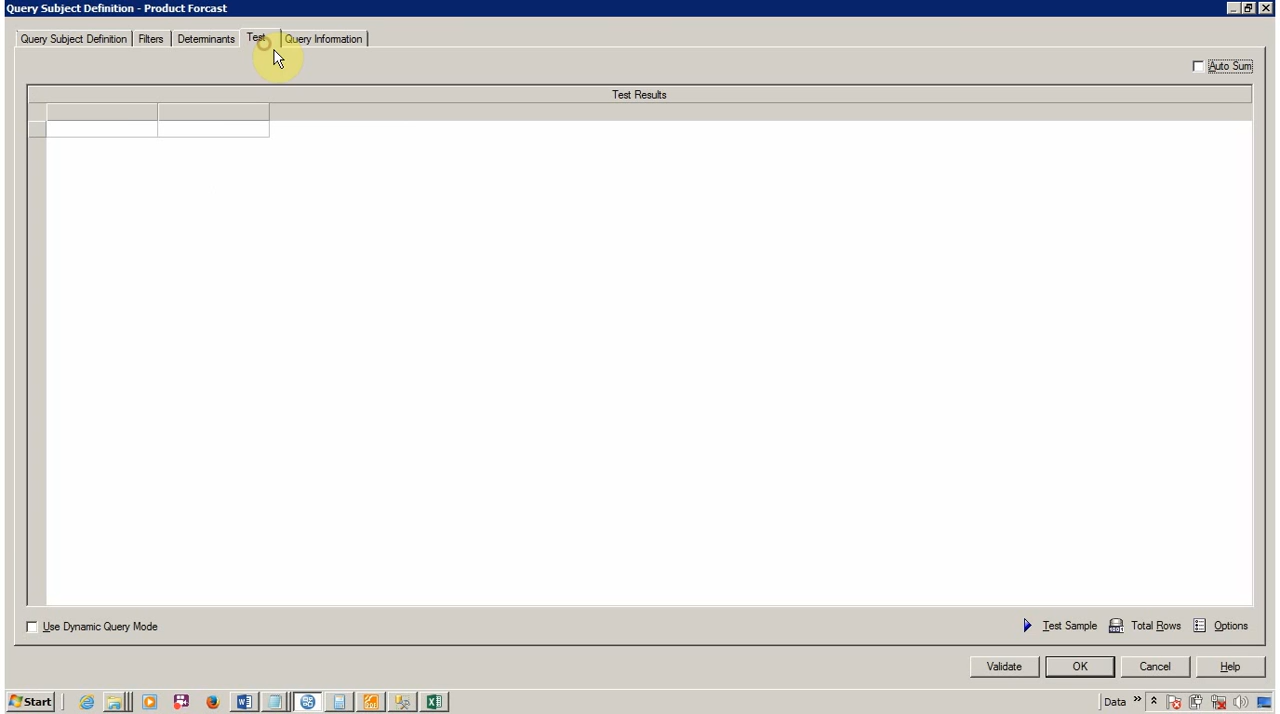 Query Subject Definition - Product Forcast
Query Subject Definition Filters Determinants Test Query Information
Auto Sum
Test Results
Use Dynamic Query Mode Test Sample Total Rows Options
Validate OK Cancel Help
Start Data »